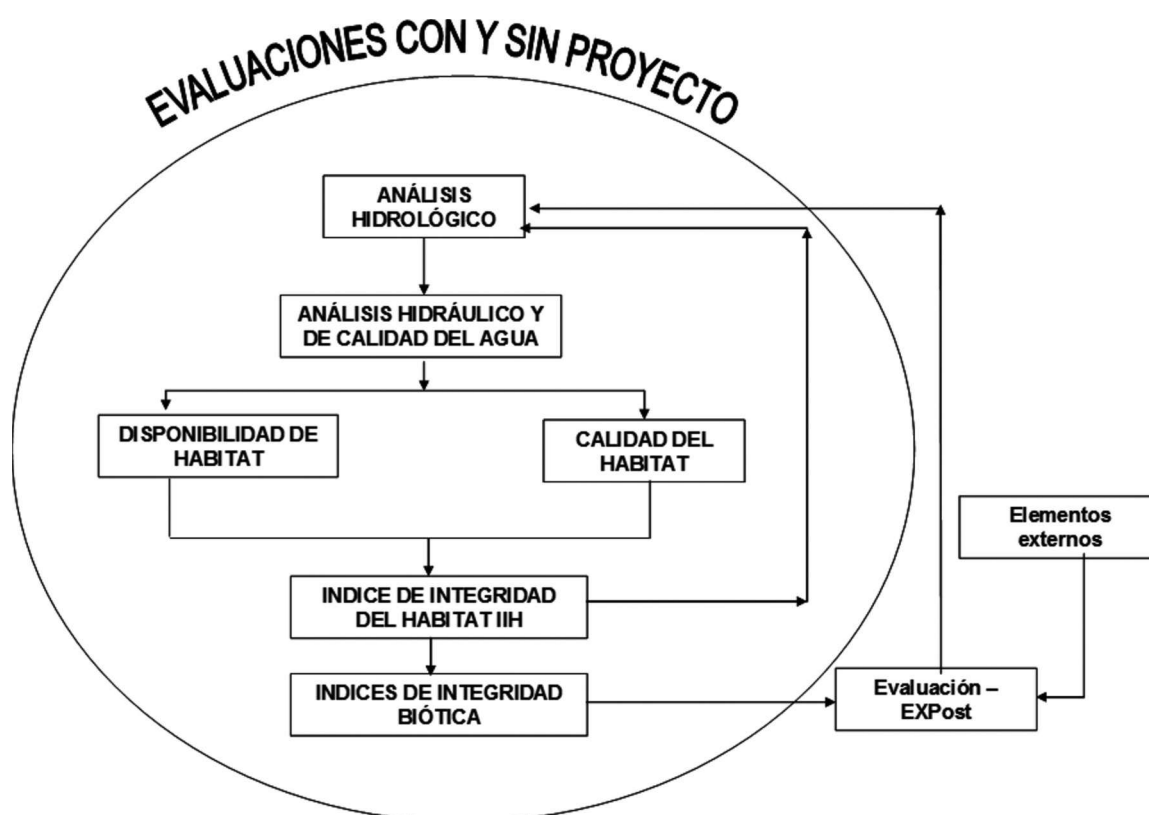 EVALUACIONES CON Y SIN PROYECTO
ANÁLISIS
HIDROLÓGICO
ANÁLISIS HIDRÁULICO Y
DE CALIDAD DEL AGUA
DISPONIBILIDAD DE
HABITAT
CALIDAD DEL
HABITAT
Elementos
externos
INDICE DE INTEGRIDAD
DEL HABITAT IIH
INDICES DE INTEGRIDAD
BIÓTICA
Evaluación –
EXPost